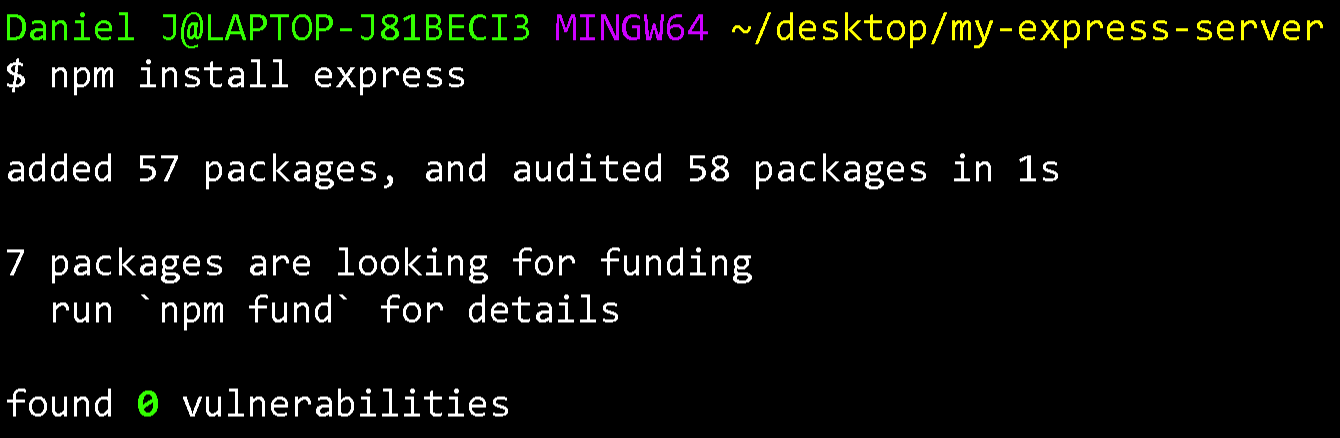 Daniel J@LAPTOP-J81BECI3 MINGW64 ~/desktop/my-express-server
$ npm install express
added 57 packages, and audited 58 packages in 1s
7 packages are looking for funding
  run `npm fund` for details
found 0 vulnerabilities